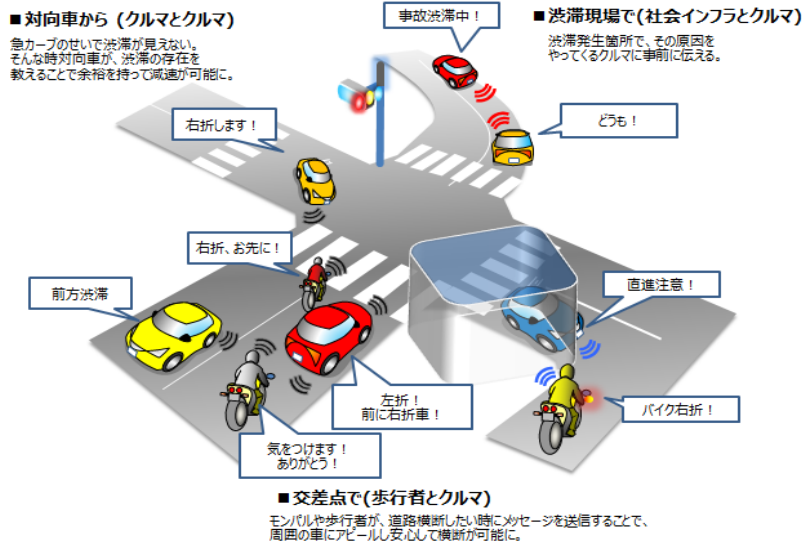 ■対向車から (クルマとクルマ)
急カーブのせいで渋滞が見えない。
そんな時対向車が、渋滞の存在を
教えることで余裕を持って減速が可能に。
事故渋滞中！
■渋滞現場で(社会インフラとクルマ)
渋滞発生箇所で、その原因を
やってくるクルマに事前に伝える。
どうも！
右折します！
右折、お先に！
前方渋滞
直進注意！
左折！
前に右折車！
バイク右折！
気をつけます！
ありがとう！
■交差点で(歩行者とクルマ)
モンパルや歩行者が、道路横断したい時にメッセージを送信することで、
周囲の車にアピールし安心して横断が可能に。